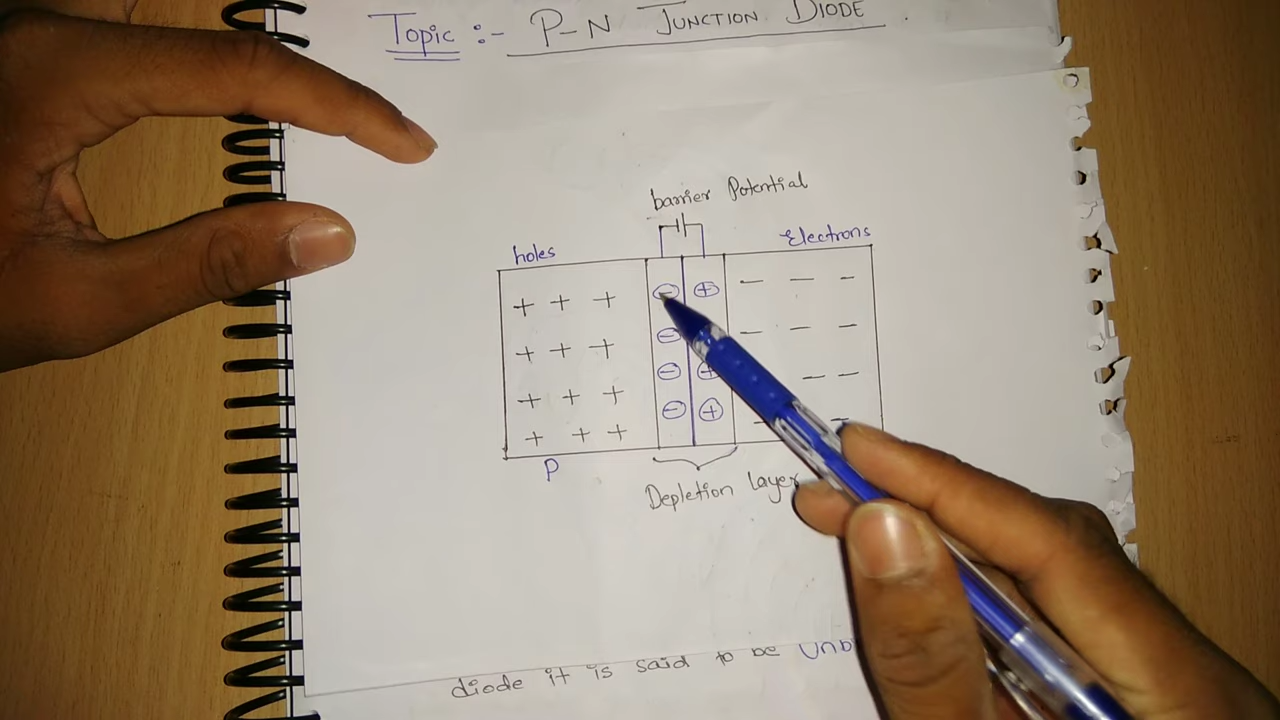 Topic :- P-N JUNCTION DIODE.
barrier Potential
holes
Electrons
+ + + ⊖ ⊕ - - -
+ + + ⊖ - - -
+ + + ⊖ ⊕ - -
+ + + ⊖ ⊕ - -
P
Depletion layer
diode it is said to be